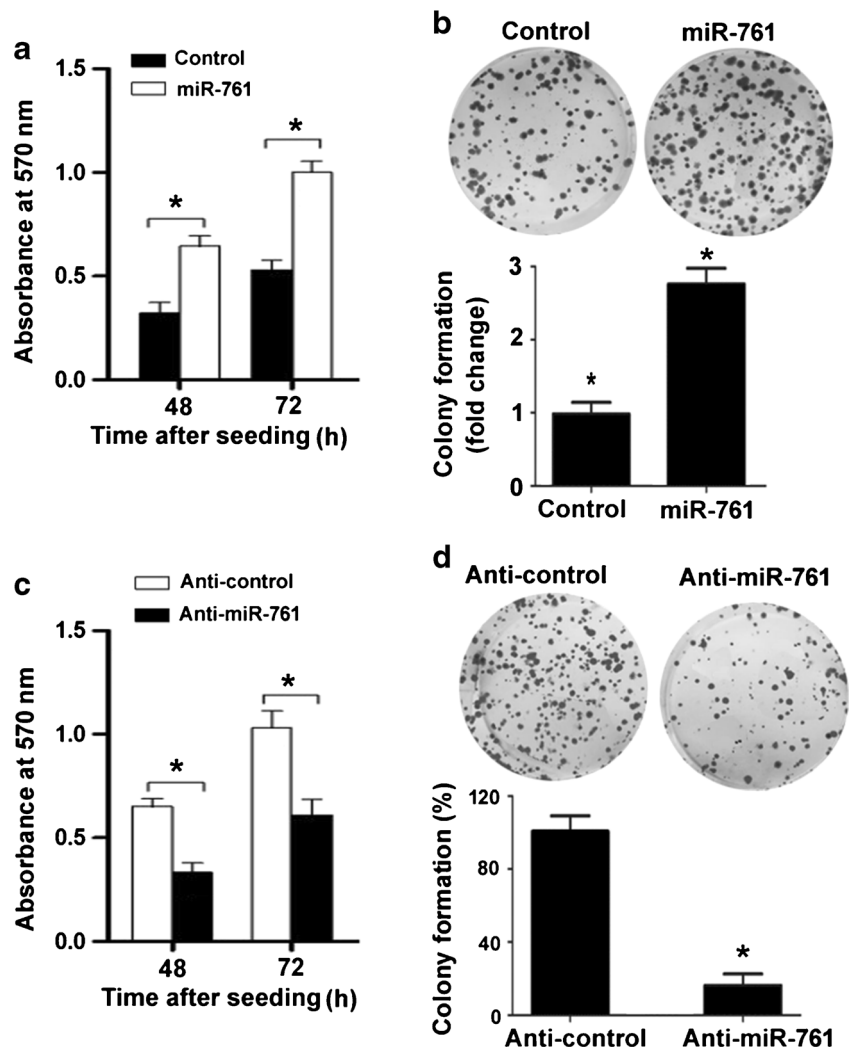 a
Control
miR-761
Absorbance at 570 nm
1.5
1.0
0.5
0.0
*
*
48
72
Time after seeding (h)
b
Control
miR-761
Colony formation
(fold change)
3
2
1
0
*
*
Control
miR-761
c
Anti-control
Anti-miR-761
Absorbance at 570 nm
1.5
1.0
0.5
0.0
*
*
48
72
Time after seeding (h)
d
Anti-control
Anti-miR-761
Colony formation (%)
120
80
40
0
*
Anti-control
Anti-miR-761